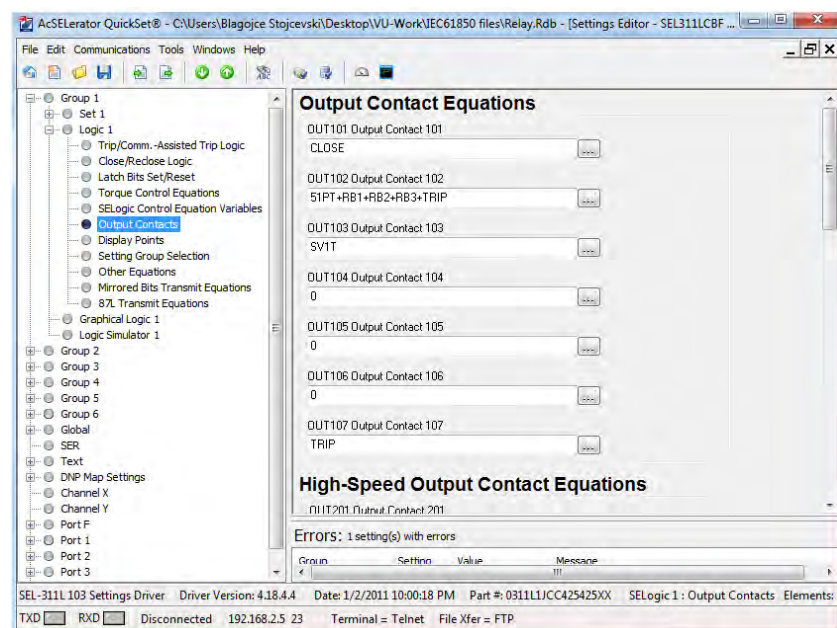 AcSELerator QuickSet® - C:\Users\Blagojce Stojcevski\Desktop\VU-Work\IEC61850 files\Relay.Rdb - [Settings Editor - SEL311LCBF ...
File Edit Communications Tools Windows Help
Group 1
Set 1
Logic 1
Trip/Comm.-Assisted Trip Logic
Close/Reclose Logic
Latch Bits Set/Reset
Torque Control Equations
SELogic Control Equation Variables
Output Contacts
Display Points
Setting Group Selection
Other Equations
Mirrored Bits Transmit Equations
87L Transmit Equations
Graphical Logic 1
Logic Simulator 1
Group 2
Group 3
Group 4
Group 5
Group 6
Global
SER
Text
DNP Map Settings
Channel X
Channel Y
Port F
Port 1
Port 2
Port 3
Output Contact Equations
OUT101 Output Contact 101
CLOSE
...
OUT102 Output Contact 102
51PT+RB1+RB2+RB3+TRIP
...
OUT103 Output Contact 103
SV1T
...
OUT104 Output Contact 104
0
...
OUT105 Output Contact 105
0
...
OUT106 Output Contact 106
0
...
OUT107 Output Contact 107
TRIP
...
High-Speed Output Contact Equations
OUT201 Output Contact 201
Errors: 1 setting(s) with errors
Group Setting Value Message
SEL-311L 103 Settings Driver Driver Version: 4.18.4.4 Date: 1/2/2011 10:00:18 PM Part #: 0311L1JCC425425XX SELogic 1 : Output Contacts Elements:
TXD RXD Disconnected 192.168.2.5 23 Terminal = Telnet File Xfer = FTP